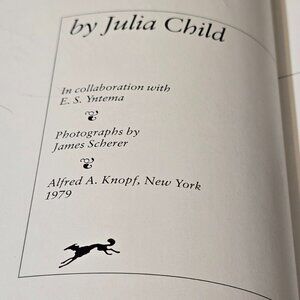 by Julia Child
In collaboration with
E. S. Yntema
Photographs by
James Scherer
Alfred A. Knopf, New York
1979